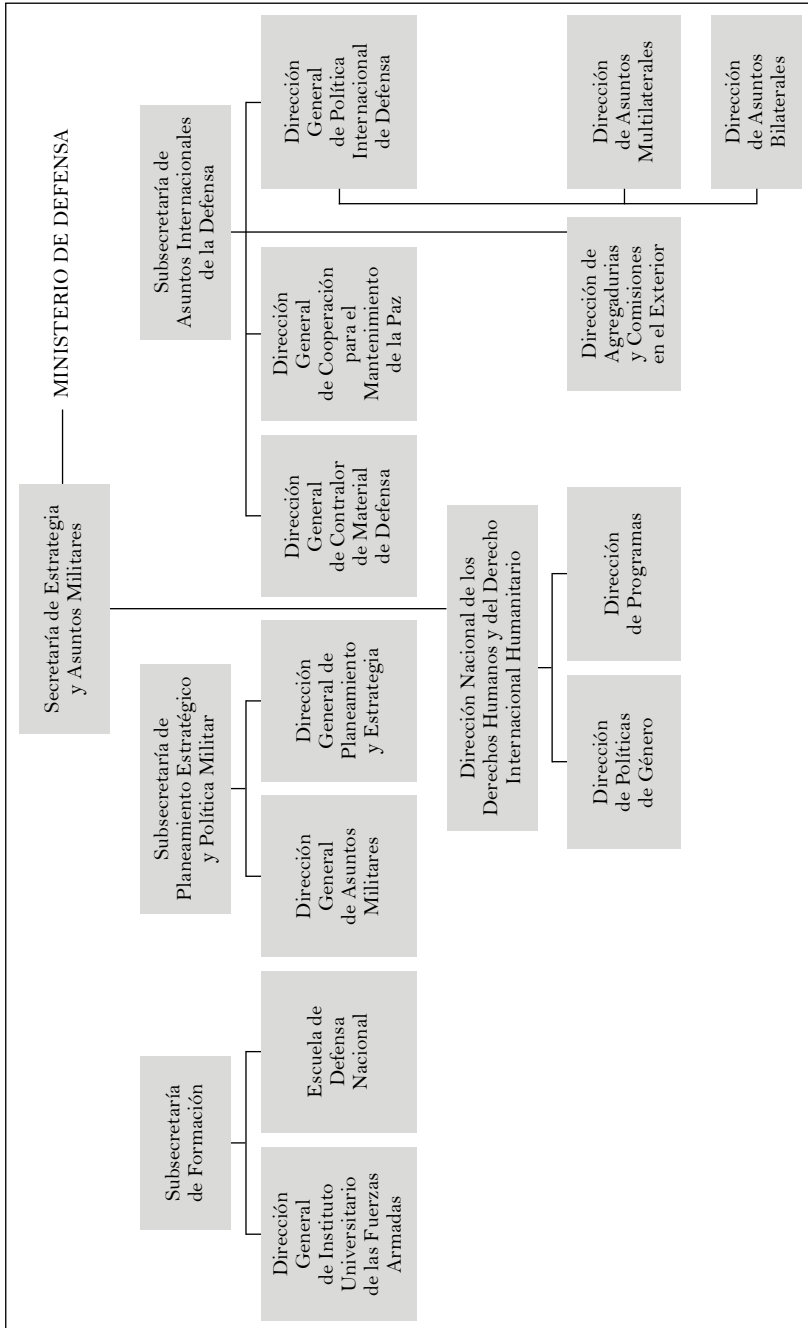 MINISTERIO DE DEFENSA
Secretaría de Estrategia
y Asuntos Militares
Subsecretaría
de Formación
Subsecretaría de
Planeamiento Estratégico
y Política Militar
Subsecretaría de
Asuntos Internacionales
de la Defensa
Dirección
General
de Instituto
Universitario
de las Fuerzas
Armadas
Escuela de
Defensa
Nacional
Dirección
General
de Asuntos
Militares
Dirección
General de
Planeamiento
y Estrategia
Dirección
General
de Contralor
de Material
de Defensa
Dirección
General
de Cooperación
para el
Mantenimiento
de la Paz
Dirección
General
de Política
Internacional
de Defensa
Dirección Nacional de los
Derechos Humanos y del Derecho
Internacional Humanitario
Dirección
de Políticas
de Género
Dirección
de Programas
Dirección de
Agregadurias
y Comisiones
en el Exterior
Dirección
de Asuntos
Multilaterales
Dirección
de Asuntos
Bilaterales